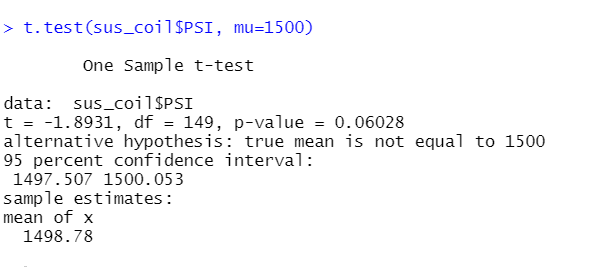 > t.test(sus_coil$PSI, mu=1500)
One Sample t-test
data: sus_coil$PSI
t = -1.8931, df = 149, p-value = 0.06028
alternative hypothesis: true mean is not equal to 1500
95 percent confidence interval:
1497.507 1500.053
sample estimates:
mean of x
1498.78